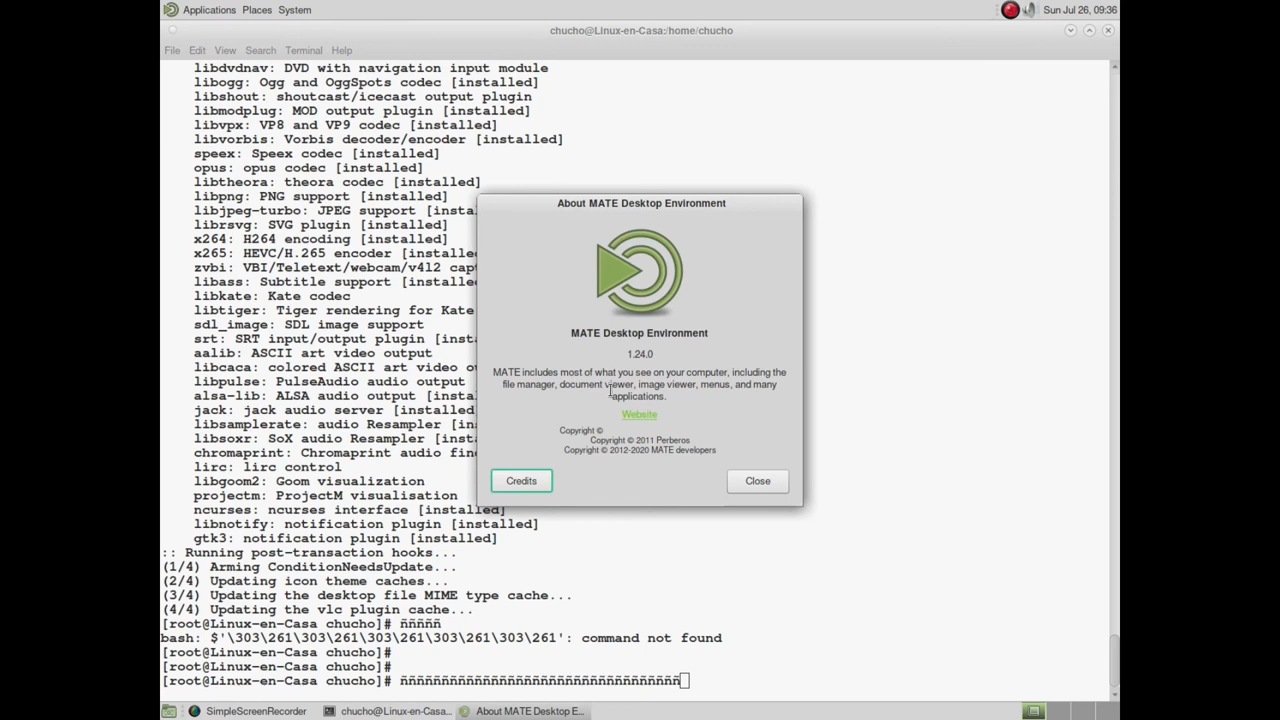 Applications Places System
Sun Jul 26, 09:36
chucho@Linux-en-Casa:/home/chucho
File Edit View Search Terminal Help
libdvdnav: DVD with navigation input module
libogg: Ogg and OggSpots codec [installed]
libshout: shoutcast/icecast output plugin
libmodplug: MOD output plugin [installed]
libvpx: VP8 and VP9 codec [installed]
libvorbis: Vorbis decoder/encoder [installed]
speex: Speex codec [installed]
opus: opus codec [installed]
libtheora: theora codec [installed]
libpng: PNG support [installed]
libjpeg-turbo: JPEG support [insta
librsvg: SVG plugin [installed]
x264: H264 encoding [installed]
x265: HEVC/H.265 encoder [installed
zvbi: VBI/Teletext/webcam/v4l2 capt
libass: Subtitle support [installed
libkate: Kate codec
libtiger: Tiger rendering for Kate
sdl_image: SDL image support
srt: SRT input/output plugin [insta
aalib: ASCII art video output
libcaca: colored ASCII art video ou
libpulse: PulseAudio audio output
alsa-lib: ALSA audio output [instal
jack: jack audio server [installed]
libsamplerate: audio Resampler [ins
libsoxr: SoX audio Resampler [insta
chromaprint: Chromaprint audio fing
lirc: lirc control
libgoom2: Goom visualization
projectm: ProjectM visualisation
ncurses: ncurses interface [installed]
libnotify: notification plugin [installed]
gtk3: notification plugin [installed]
:: Running post-transaction hooks...
(1/4) Arming ConditionNeedsUpdate...
(2/4) Updating icon theme caches...
(3/4) Updating the desktop file MIME type cache...
(4/4) Updating the vlc plugin cache...
[root@Linux-en-Casa chucho]# ñññññ
bash: $'\303\261\303\261\303\261\303\261\303\261': command not found
[root@Linux-en-Casa chucho]#
[root@Linux-en-Casa chucho]#
[root@Linux-en-Casa chucho]# ññññññññññññññññññññññññññññññññññ
About MATE Desktop Environment
MATE Desktop Environment
1.24.0
MATE includes most of what you see on your computer, including the
file manager, document viewer, image viewer, menus, and many
applications.
Website
Copyright ©
Copyright © 2011 Perberos
Copyright © 2012-2020 MATE developers
Credits Close
SimpleScreenRecorder chucho@Linux-en-Casa... About MATE Desktop E...